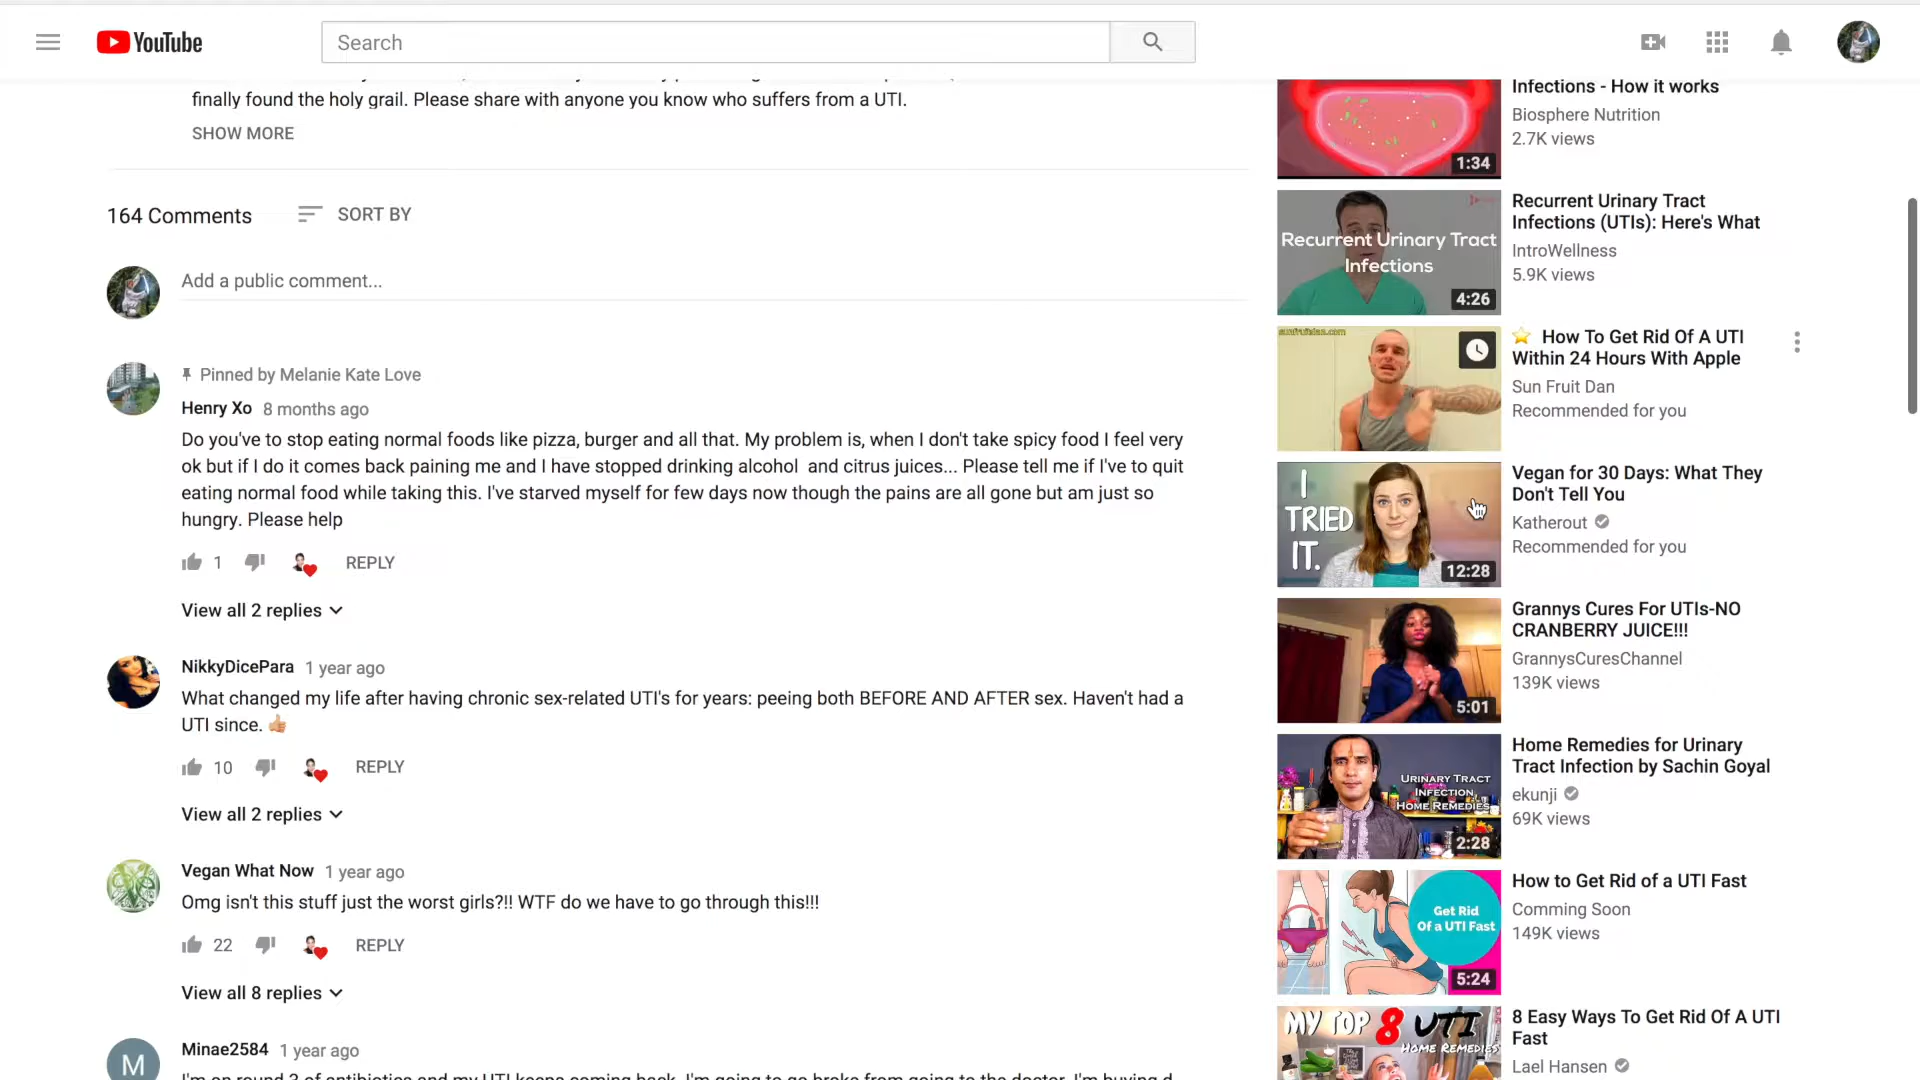 YouTube
Search
finally found the holy grail. Please share with anyone you know who suffers from a UTI.
SHOW MORE
164 Comments
SORT BY
Add a public comment...
Pinned by Melanie Kate Love
Henry Xo 8 months ago
Do you've to stop eating normal foods like pizza, burger and all that. My problem is, when I don't take spicy food I feel very
ok but if I do it comes back paining me and I have stopped drinking alcohol and citrus juices... Please tell me if I've to quit
eating normal food while taking this. I've starved myself for few days now though the pains are all gone but am just so
hungry. Please help
1
REPLY
View all 2 replies
NikkyDicePara 1 year ago
What changed my life after having chronic sex-related UTI's for years: peeing both BEFORE AND AFTER sex. Haven't had a
UTI since. 👍🏼
10
REPLY
View all 2 replies
Vegan What Now 1 year ago
Omg isn't this stuff just the worst girls?!! WTF do we have to go through this!!!
22
REPLY
View all 8 replies
M
Minae2584 1 year ago
I'm on round 3 of antibiotics and my UTI keeps coming back. I'm going to go broke from going to the doctor. I'm buying d
Infections - How it works
Biosphere Nutrition
2.7K views
1:34
Recurrent Urinary Tract
Infections
4:26
Recurrent Urinary Tract
Infections (UTIs): Here's What
IntroWellness
5.9K views
sunfruitdan.com
⭐ How To Get Rid Of A UTI
Within 24 Hours With Apple
Sun Fruit Dan
Recommended for you
I
TRIED
IT.
12:28
Vegan for 30 Days: What They
Don't Tell You
Katherout
Recommended for you
5:01
Grannys Cures For UTIs-NO
CRANBERRY JUICE!!!
GrannysCuresChannel
139K views
URINARY TRACT
INFECTION
HOME REMEDIES
2:28
Home Remedies for Urinary
Tract Infection by Sachin Goyal
ekunji
69K views
Get Rid
Of a UTI Fast
5:24
How to Get Rid of a UTI Fast
Comming Soon
149K views
MY TOP 8 UTI
HOME REMEDIES
8 Easy Ways To Get Rid Of A UTI
Fast
Lael Hansen